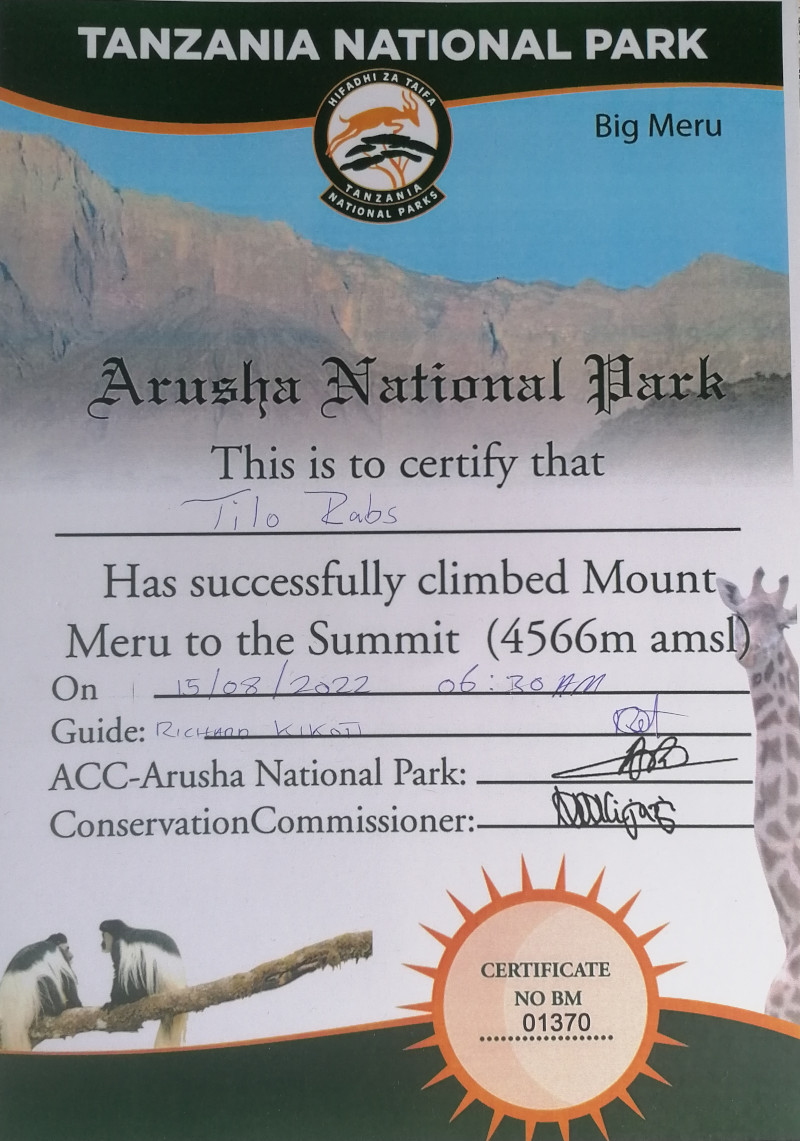 TANZANIA NATIONAL PARK
HIFADHI ZA TAIFA
TANZANIA
NATIONAL PARKS
Big Meru
Arusha National Park
This is to certify that
Tilo Rabs
Has successfully climbed Mount
Meru to the Summit (4566m amsl)
On 15/08/2022 06:30 AM
Guide: RICHARD KIKOTI
ACC-Arusha National Park:
ConservationCommissioner:
CERTIFICATE
NO BM
01370